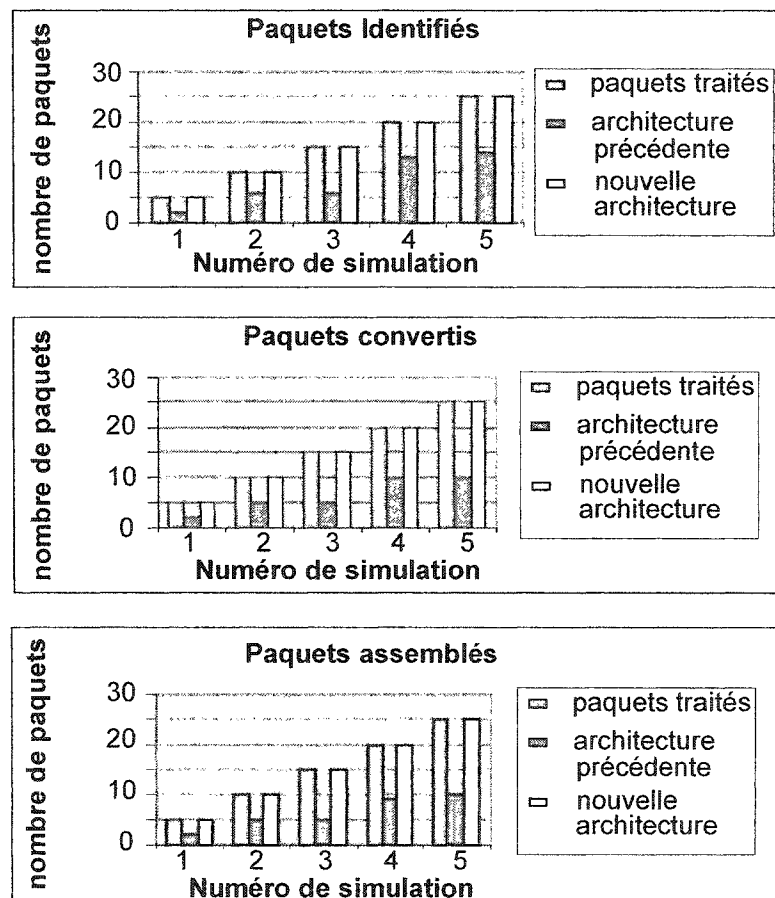 Paquets Identifiés
nombre de paquets
30
20
10
0
1 2 3 4 5
Numéro de simulation
paquets traités
architecture
précédente
nouvelle
architecture
Paquets convertis
nombre de paquets
30
20
10
0
1 2 3 4 5
Numéro de simulation
paquets traités
architecture
précédente
nouvelle
architecture
Paquets assemblés
nombre de paquets
30
20
10
0
1 2 3 4 5
Numéro de simulation
paquets traités
architecture
précédente
nouvelle
architecture